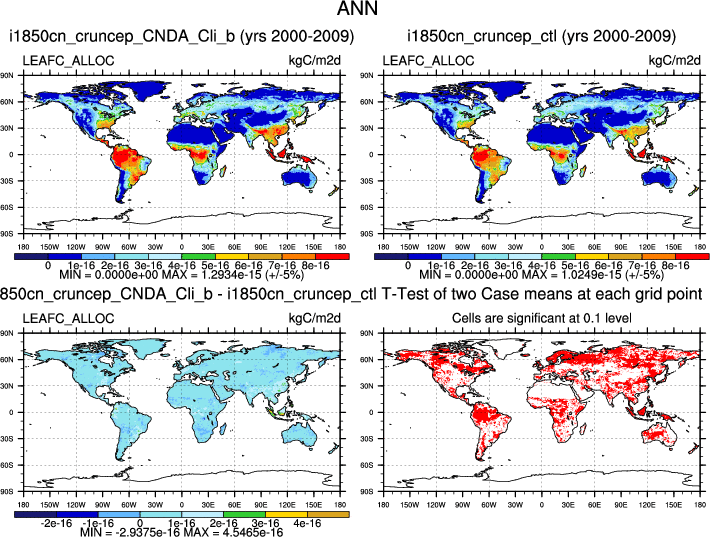 ANN
i1850cn_cruncep_CNDA_Cli_b (yrs 2000-2009)
i1850cn_cruncep_ctl (yrs 2000-2009)
LEAFC_ALLOC kgC/m2d
LEAFC_ALLOC kgC/m2d
90N
60N
30N
0
30S
60S
90S
180 150W 120W 90W 60W 30W 0 30E 60E 90E 120E 150E 180
0 1e-16 2e-16 3e-16 4e-16 5e-16 6e-16 7e-16 8e-16
MIN = 0.0000e+00 MAX = 1.2934e-15 (+/-5%)
90N
60N
30N
0
30S
60S
90S
180 150W 120W 90W 60W 30W 0 30E 60E 90E 120E 150E 180
0 1e-16 2e-16 3e-16 4e-16 5e-16 6e-16 7e-16 8e-16
MIN = 0.0000e+00 MAX = 1.0249e-15 (+/-5%)
850cn_cruncep_CNDA_Cli_b - i1850cn_cruncep_ctl T-Test of two Case means at each grid point
LEAFC_ALLOC kgC/m2d
Cells are significant at 0.1 level
90N
60N
30N
0
30S
60S
90S
180 150W 120W 90W 60W 30W 0 30E 60E 90E 120E 150E 180
-2e-16 -1e-16 0 1e-16 2e-16 3e-16 4e-16
MIN = -2.9375e-16 MAX = 4.5465e-16
90N
60N
30N
0
30S
60S
90S
180 150W 120W 90W 60W 30W 0 30E 60E 90E 120E 150E 180